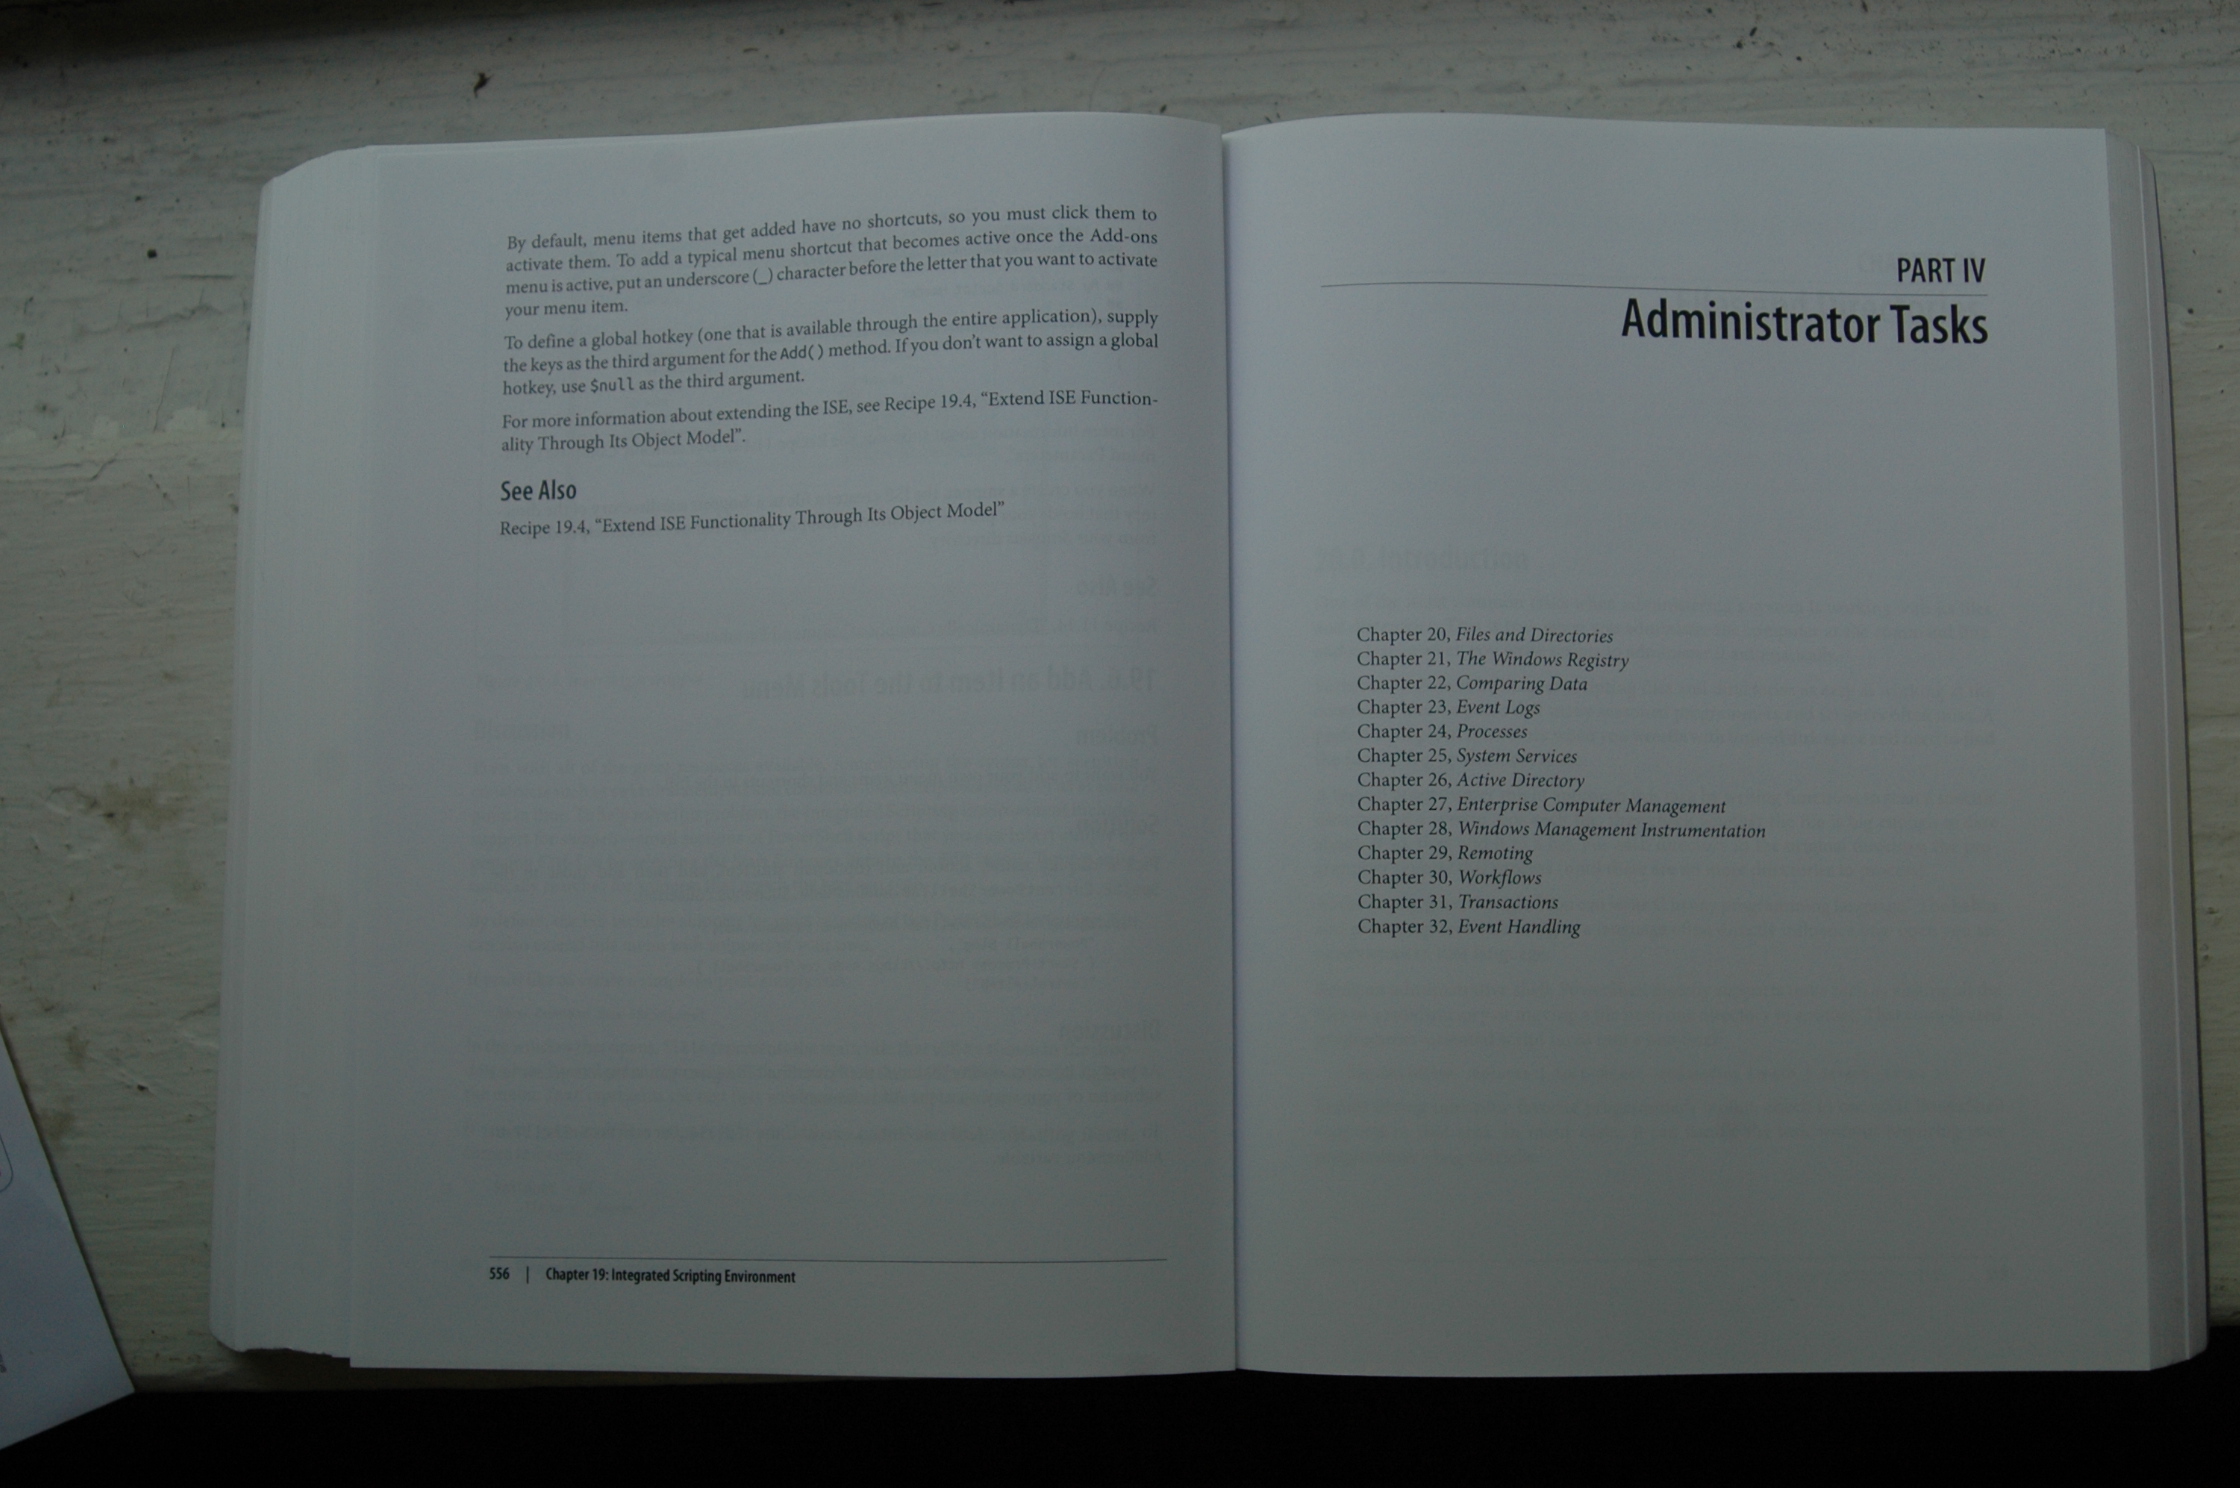 By default, menu items that get added have no shortcuts, so you must click them to
activate them. To add a typical menu shortcut that becomes active once the Add-ons
menu is active, put an underscore (_) character before the letter that you want to activate
your menu item.
To define a global hotkey (one that is available through the entire application), supply
the keys as the third argument for the Add() method. If you don’t want to assign a global
hotkey, use $null as the third argument.
For more information about extending the ISE, see Recipe 19.4, “Extend ISE Function-
ality Through Its Object Model”.
See Also
Recipe 19.4, “Extend ISE Functionality Through Its Object Model”
556 | Chapter 19: Integrated Scripting Environment
PART IV
Administrator Tasks
Chapter 20, Files and Directories
Chapter 21, The Windows Registry
Chapter 22, Comparing Data
Chapter 23, Event Logs
Chapter 24, Processes
Chapter 25, System Services
Chapter 26, Active Directory
Chapter 27, Enterprise Computer Management
Chapter 28, Windows Management Instrumentation
Chapter 29, Remoting
Chapter 30, Workflows
Chapter 31, Transactions
Chapter 32, Event Handling